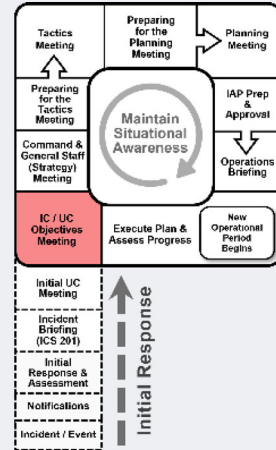 Tactics
Meeting
Preparing
for the
Planning
Meeting
Planning
Meeting
Preparing
for the
Tactics
Meeting
Maintain
Situational
Awareness
IAP Prep
&
Approval
Command &
General Staff
(Strategy)
Meeting
Operations
Briefing
IC / UC
Objectives
Meeting
Execute Plan &
Assess Progress
New
Operational
Period
Begins
Initial UC
Meeting
Incident
Briefing
(ICS 201)
Initial
Response &
Assessment
Notifications
Incident / Event
Initial Response